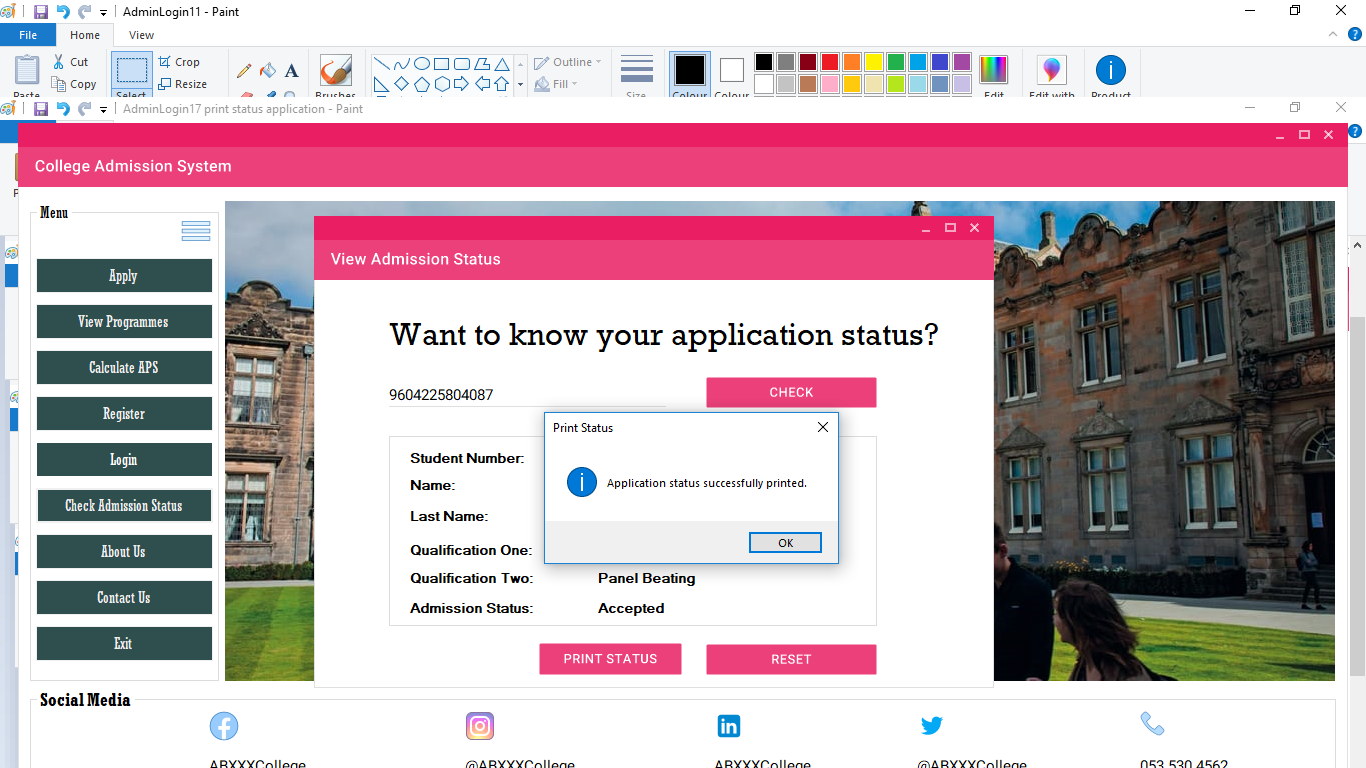 AdminLogin11 - Paint
File Home View
Cut
Copy
Paste
Select
Crop
Resize
A
Brushes
Outline
Fill
Size
Colour
Colour
Edit
Edit with
Product
AdminLogin17 print status application - Paint
College Admission System
Menu
Apply
View Programmes
Calculate APS
Register
Login
Check Admission Status
About Us
Contact Us
Exit
View Admission Status
Want to know your application status?
9604225804087
CHECK
Student Number:
Name:
Last Name:
Qualification One:
Qualification Two: Panel Beating
Admission Status: Accepted
Print Status
Application status successfully printed.
OK
PRINT STATUS
RESET
Social Media
ABXXXCollege
@ABXXXCollege
ABXXXCollege
@ABXXXCollege
053 530 4562